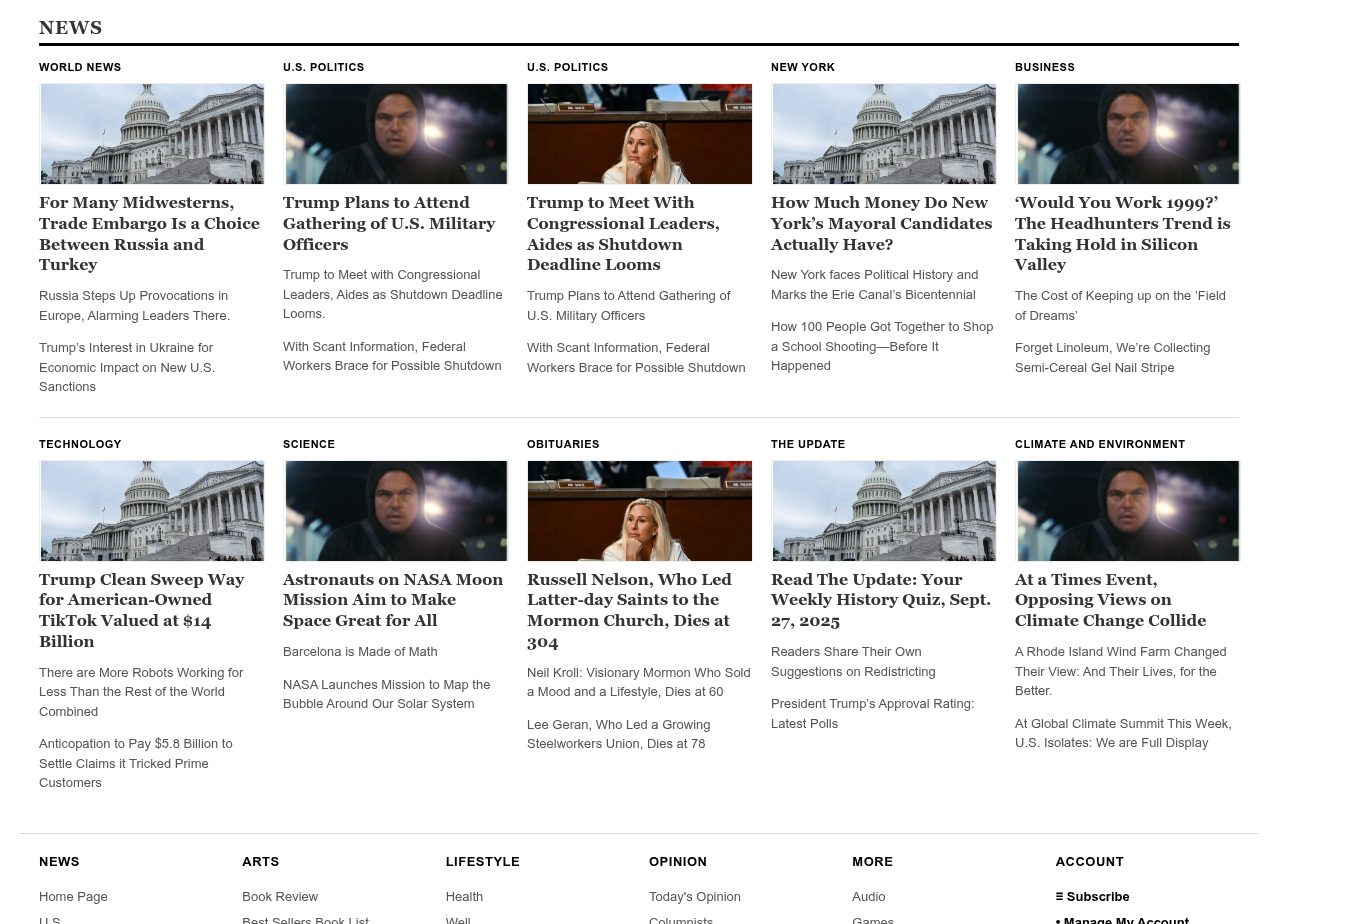 NEWS
WORLD NEWS
For Many Midwesterns,
Trade Embargo Is a Choice
Between Russia and
Turkey
Russia Steps Up Provocations in
Europe, Alarming Leaders There.
Trump’s Interest in Ukraine for
Economic Impact on New U.S.
Sanctions
U.S. POLITICS
Trump Plans to Attend
Gathering of U.S. Military
Officers
Trump to Meet with Congressional
Leaders, Aides as Shutdown Deadline
Looms.
With Scant Information, Federal
Workers Brace for Possible Shutdown
U.S. POLITICS
Trump to Meet With
Congressional Leaders,
Aides as Shutdown
Deadline Looms
Trump Plans to Attend Gathering of
U.S. Military Officers
With Scant Information, Federal
Workers Brace for Possible Shutdown
NEW YORK
How Much Money Do New
York’s Mayoral Candidates
Actually Have?
New York faces Political History and
Marks the Erie Canal’s Bicentennial
How 100 People Got Together to Shop
a School Shooting—Before It
Happened
BUSINESS
‘Would You Work 1999?’
The Headhunters Trend is
Taking Hold in Silicon
Valley
The Cost of Keeping up on the ‘Field
of Dreams’
Forget Linoleum, We’re Collecting
Semi-Cereal Gel Nail Stripe
TECHNOLOGY
Trump Clean Sweep Way
for American-Owned
TikTok Valued at $14
Billion
There are More Robots Working for
Less Than the Rest of the World
Combined
Anticopation to Pay $5.8 Billion to
Settle Claims it Tricked Prime
Customers
SCIENCE
Astronauts on NASA Moon
Mission Aim to Make
Space Great for All
Barcelona is Made of Math
NASA Launches Mission to Map the
Bubble Around Our Solar System
OBITUARIES
Russell Nelson, Who Led
Latter-day Saints to the
Mormon Church, Dies at
304
Neil Kroll: Visionary Mormon Who Sold
a Mood and a Lifestyle, Dies at 60
Lee Geran, Who Led a Growing
Steelworkers Union, Dies at 78
THE UPDATE
Read The Update: Your
Weekly History Quiz, Sept.
27, 2025
Readers Share Their Own
Suggestions on Redistricting
President Trump’s Approval Rating:
Latest Polls
CLIMATE AND ENVIRONMENT
At a Times Event,
Opposing Views on
Climate Change Collide
A Rhode Island Wind Farm Changed
Their View: And Their Lives, for the
Better.
At Global Climate Summit This Week,
U.S. Isolates: We are Full Display
NEWS
Home Page
U.S.
ARTS
Book Review
Best Sellers Book List
LIFESTYLE
Health
Well
OPINION
Today's Opinion
Columnists
MORE
Audio
Games
ACCOUNT
≡ Subscribe
• Manage My Account